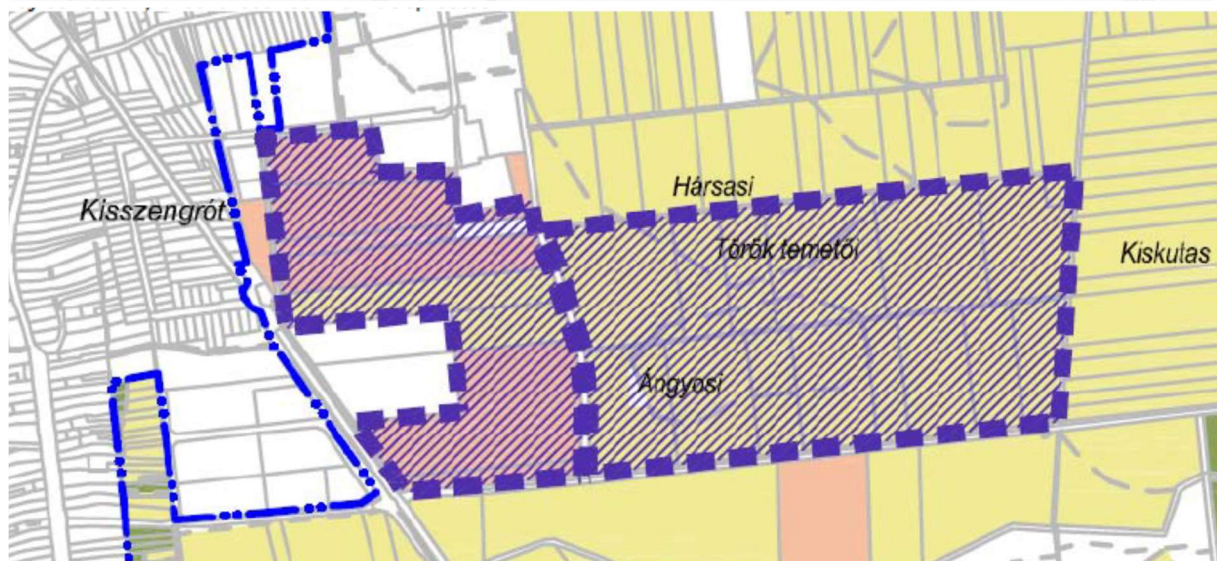 Hársasi
Kisszengrót
Török temetői
Kiskutas
Ángyosi